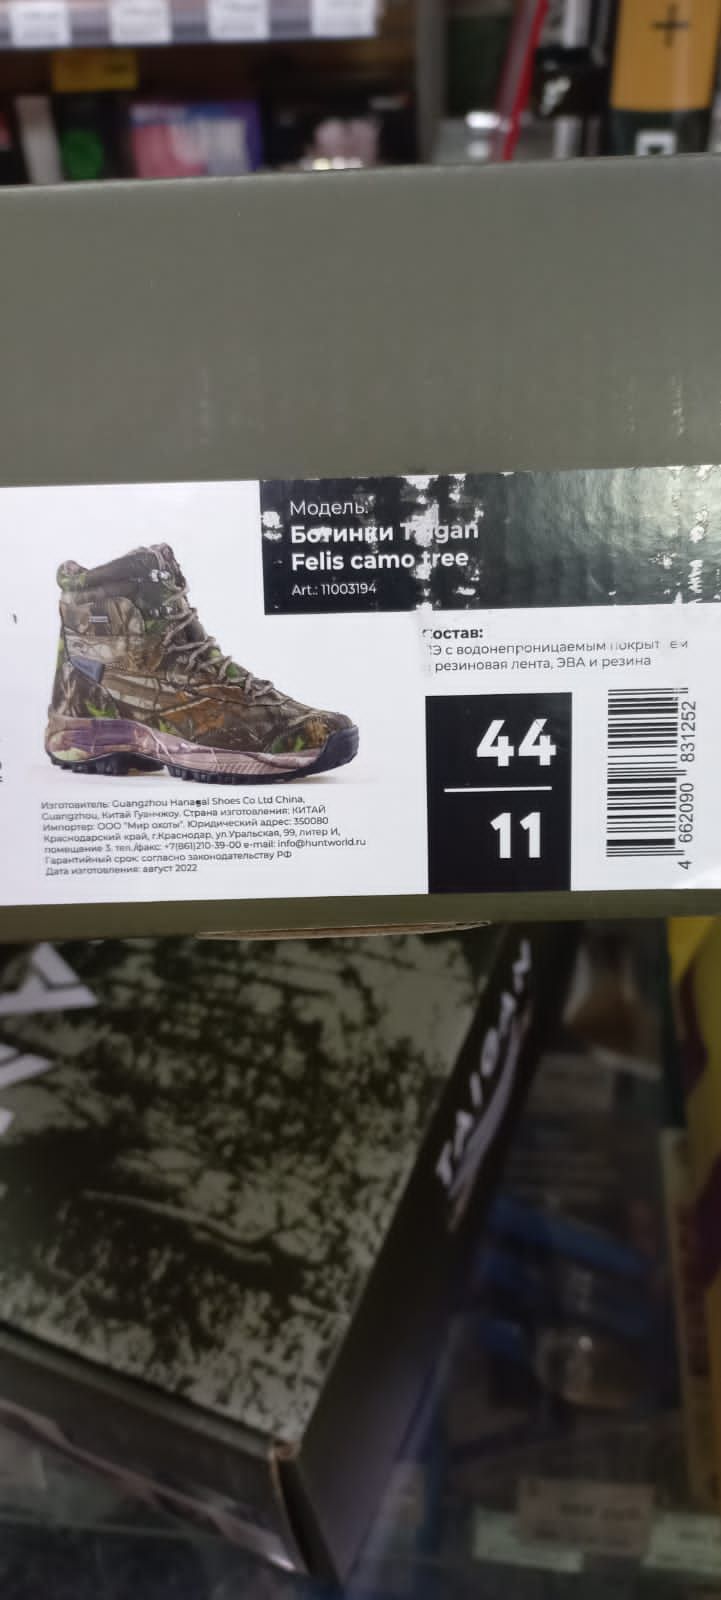 Модель:
Ботинки
Felis camo tree
Art.: 11003194
с водонепроницаемым
резиновая лента, ЭВА и резина
44
11
4 662090 831252
Изготовитель: Guangzhou Hanagal Shoes Co Ltd China,
Guangzhou, Китай Гуанчжоу. Страна изготовления: КИТАЙ
Импортер: ООО "Мир охоты". Юридический адрес: 350080
Краснодарский край, г.Краснодар, ул.Уральская, 99, литер И,
помещение 3. тел./факс: +7(861)210-39-00 e-mail: info@huntworld.ru
Гарантийный срок: согласно законодательству РФ
Дата изготовления: август 2022
TAIGAN